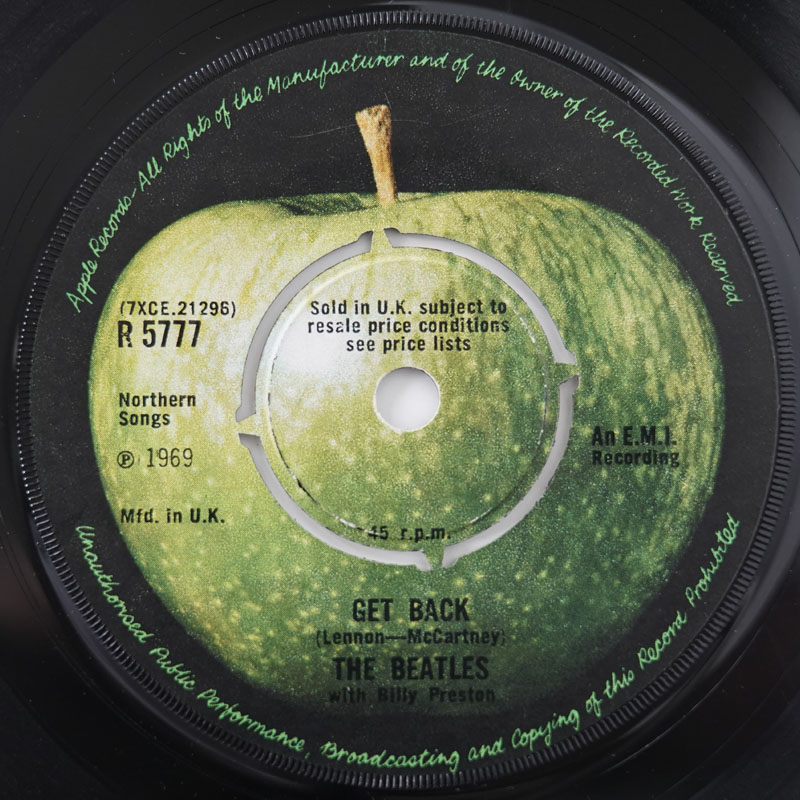 Apple Records-All Rights of the Manufacturer and of the Owner of the Recorded Work Reserved
(7XCE.21296)
R 5777
Sold in U.K. subject to
resale price conditions
see price lists
Northern
Songs
℗ 1969
An E.M.I.
Recording
Mfd. in U.K.
45 r.p.m.
GET BACK
(Lennon—McCartney)
THE BEATLES
with Billy Preston
Unauthorised Public Performance, Broadcasting and Copying of this Record Prohibited